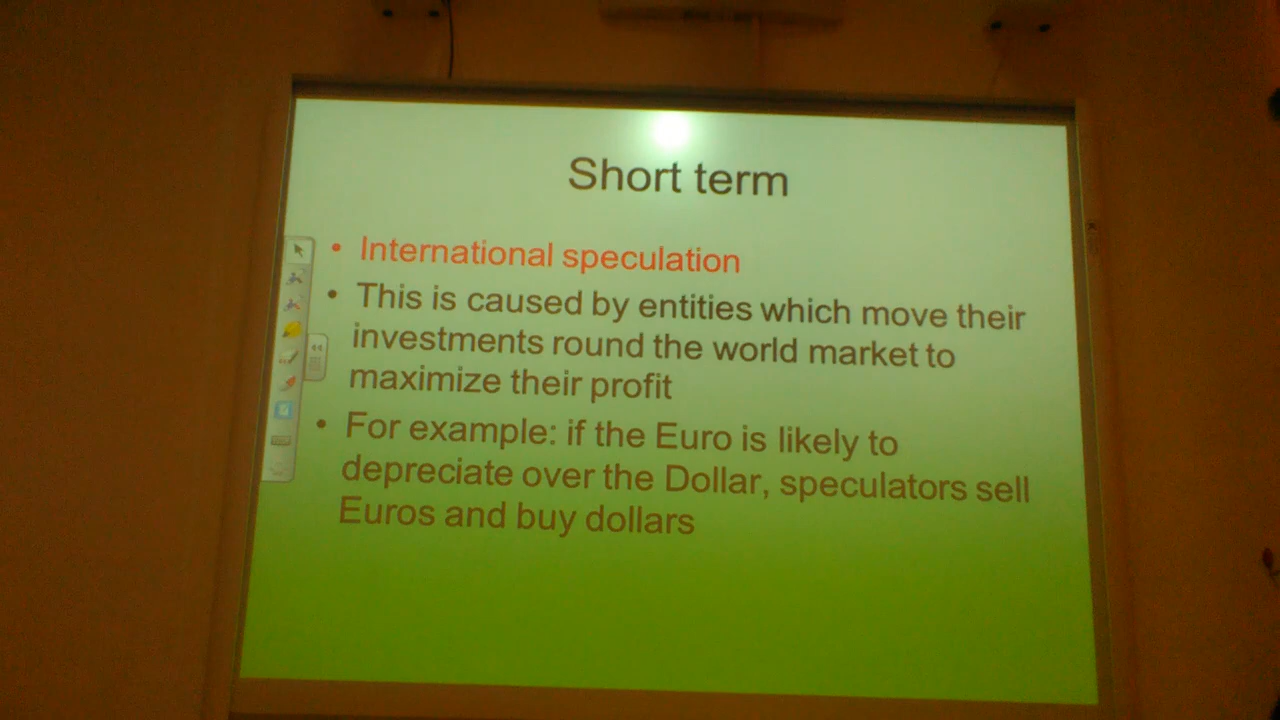 Short term
• International speculation
• This is caused by entities which move their
investments round the world market to
maximize their profit
• For example: if the Euro is likely to
depreciate over the Dollar, speculators sell
Euros and buy dollars